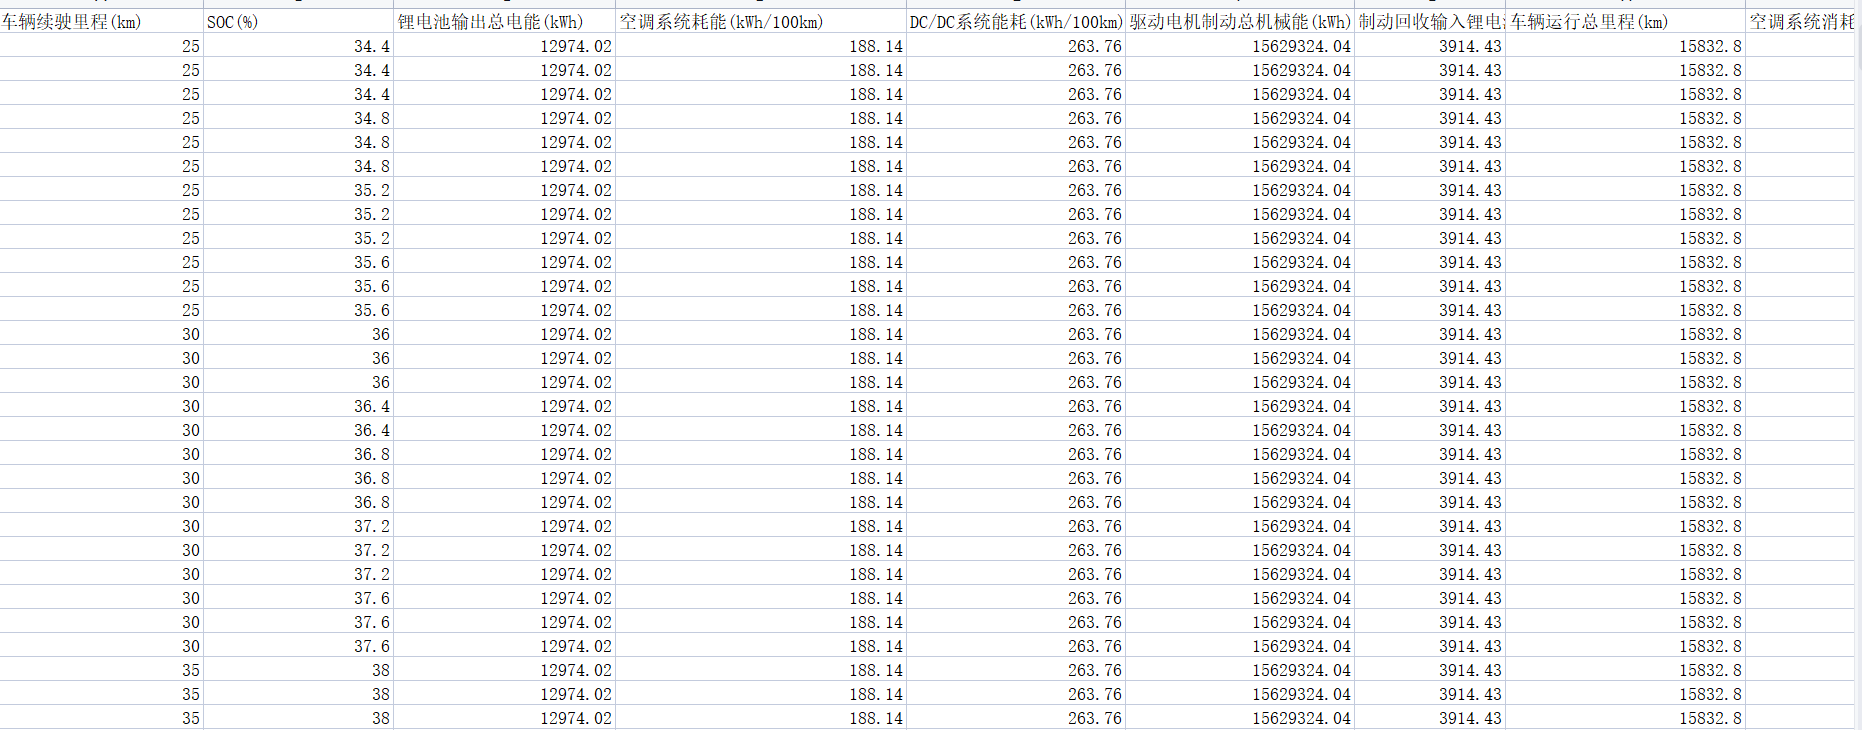 车辆续驶里程(km) SOC(%) 锂电池输出总电能(kWh) 空调系统耗能(kWh/100km) DC/DC系统能耗(kWh/100km) 驱动电机制动总机械能(kWh) 制动回收输入锂电 车辆运行总里程(km) 空调系统消耗
25 34.4 12974.02 188.14 263.76 15629324.04 3914.43 15832.8
25 34.4 12974.02 188.14 263.76 15629324.04 3914.43 15832.8
25 34.4 12974.02 188.14 263.76 15629324.04 3914.43 15832.8
25 34.8 12974.02 188.14 263.76 15629324.04 3914.43 15832.8
25 34.8 12974.02 188.14 263.76 15629324.04 3914.43 15832.8
25 34.8 12974.02 188.14 263.76 15629324.04 3914.43 15832.8
25 35.2 12974.02 188.14 263.76 15629324.04 3914.43 15832.8
25 35.2 12974.02 188.14 263.76 15629324.04 3914.43 15832.8
25 35.2 12974.02 188.14 263.76 15629324.04 3914.43 15832.8
25 35.6 12974.02 188.14 263.76 15629324.04 3914.43 15832.8
25 35.6 12974.02 188.14 263.76 15629324.04 3914.43 15832.8
25 35.6 12974.02 188.14 263.76 15629324.04 3914.43 15832.8
30 36 12974.02 188.14 263.76 15629324.04 3914.43 15832.8
30 36 12974.02 188.14 263.76 15629324.04 3914.43 15832.8
30 36 12974.02 188.14 263.76 15629324.04 3914.43 15832.8
30 36.4 12974.02 188.14 263.76 15629324.04 3914.43 15832.8
30 36.4 12974.02 188.14 263.76 15629324.04 3914.43 15832.8
30 36.8 12974.02 188.14 263.76 15629324.04 3914.43 15832.8
30 36.8 12974.02 188.14 263.76 15629324.04 3914.43 15832.8
30 36.8 12974.02 188.14 263.76 15629324.04 3914.43 15832.8
30 37.2 12974.02 188.14 263.76 15629324.04 3914.43 15832.8
30 37.2 12974.02 188.14 263.76 15629324.04 3914.43 15832.8
30 37.2 12974.02 188.14 263.76 15629324.04 3914.43 15832.8
30 37.6 12974.02 188.14 263.76 15629324.04 3914.43 15832.8
30 37.6 12974.02 188.14 263.76 15629324.04 3914.43 15832.8
30 37.6 12974.02 188.14 263.76 15629324.04 3914.43 15832.8
35 38 12974.02 188.14 263.76 15629324.04 3914.43 15832.8
35 38 12974.02 188.14 263.76 15629324.04 3914.43 15832.8
35 38 12974.02 188.14 263.76 15629324.04 3914.43 15832.8